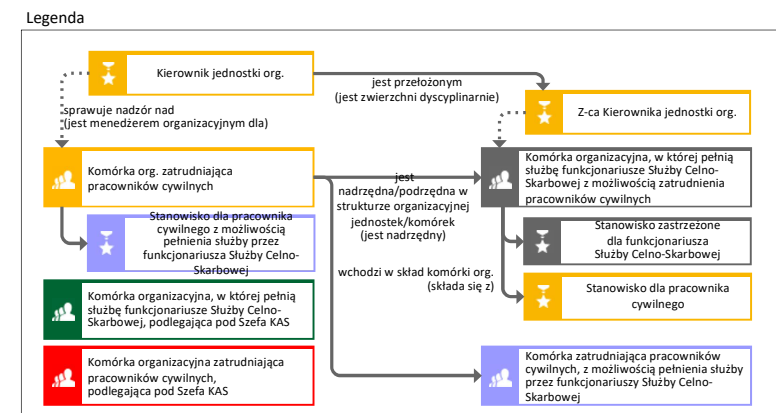 Legenda
Kierownik jednostki org.
jest przełożonym
(jest zwierzchni dyscyplinarnie)
Z-ca Kierownika jednostki org.
sprawuje nadzór nad
(jest menedżerem organizacyjnym dla)
Komórka org. zatrudniająca
pracowników cywilnych
jest
nadrzędna/podrzędna w
strukturze organizacyjnej
jednostek/komórek
(jest nadrzędny)
Komórka organizacyjna, w której pełnią
służbę funkcjonariusze Służby Celno-
Skarbowej z możliwością zatrudnienia
pracowników cywilnych
Stanowisko dla pracownika
cywilnego z możliwością
pełnienia służby przez
funkcjonariusza Służby Celno-
Skarbowej
Stanowisko zastrzeżone
dla funkcjonariusza
Służby Celno-Skarbowej
wchodzi w skład komórki org.
(składa się z)
Stanowisko dla pracownika
cywilnego
Komórka organizacyjna, w której pełnią
służbę funkcjonariusze Służby Celno-
Skarbowej, podlegająca pod Szefa KAS
Komórka organizacyjna zatrudniająca
pracowników cywilnych,
podlegająca pod Szefa KAS
Komórka zatrudniająca pracowników
cywilnych, z możliwością pełnienia służby
przez funkcjonariuszy Służby Celno-
Skarbowej